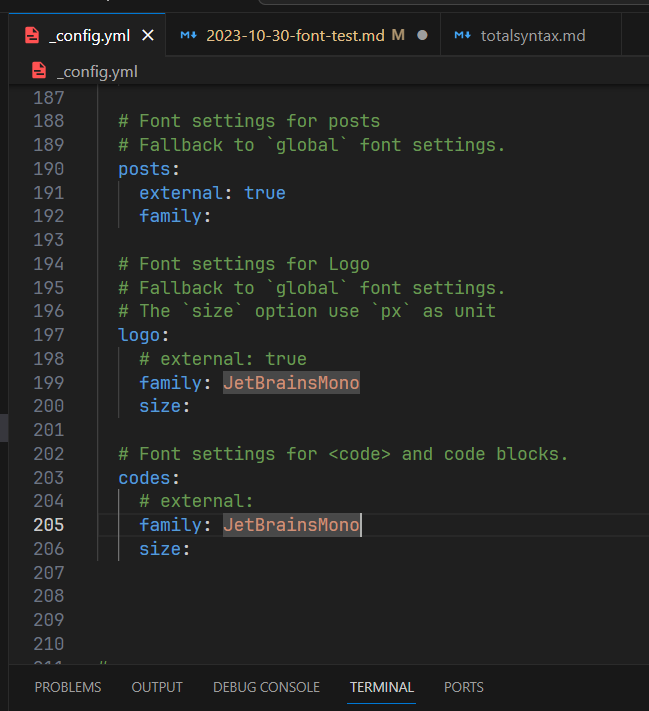 _config.yml
2023-10-30-font-test.md M
totalsyntax.md
_config.yml
187
188 # Font settings for posts
189 # Fallback to `global` font settings.
190 posts:
191 external: true
192 family:
193
194 # Font settings for Logo
195 # Fallback to `global` font settings.
196 # The `size` option use `px` as unit
197 logo:
198 # external: true
199 family: JetBrainsMono
200 size:
201
202 # Font settings for <code> and code blocks.
203 codes:
204 # external:
205 family: JetBrainsMono
206 size:
207
208
209
210
211 #
PROBLEMS OUTPUT DEBUG CONSOLE TERMINAL PORTS